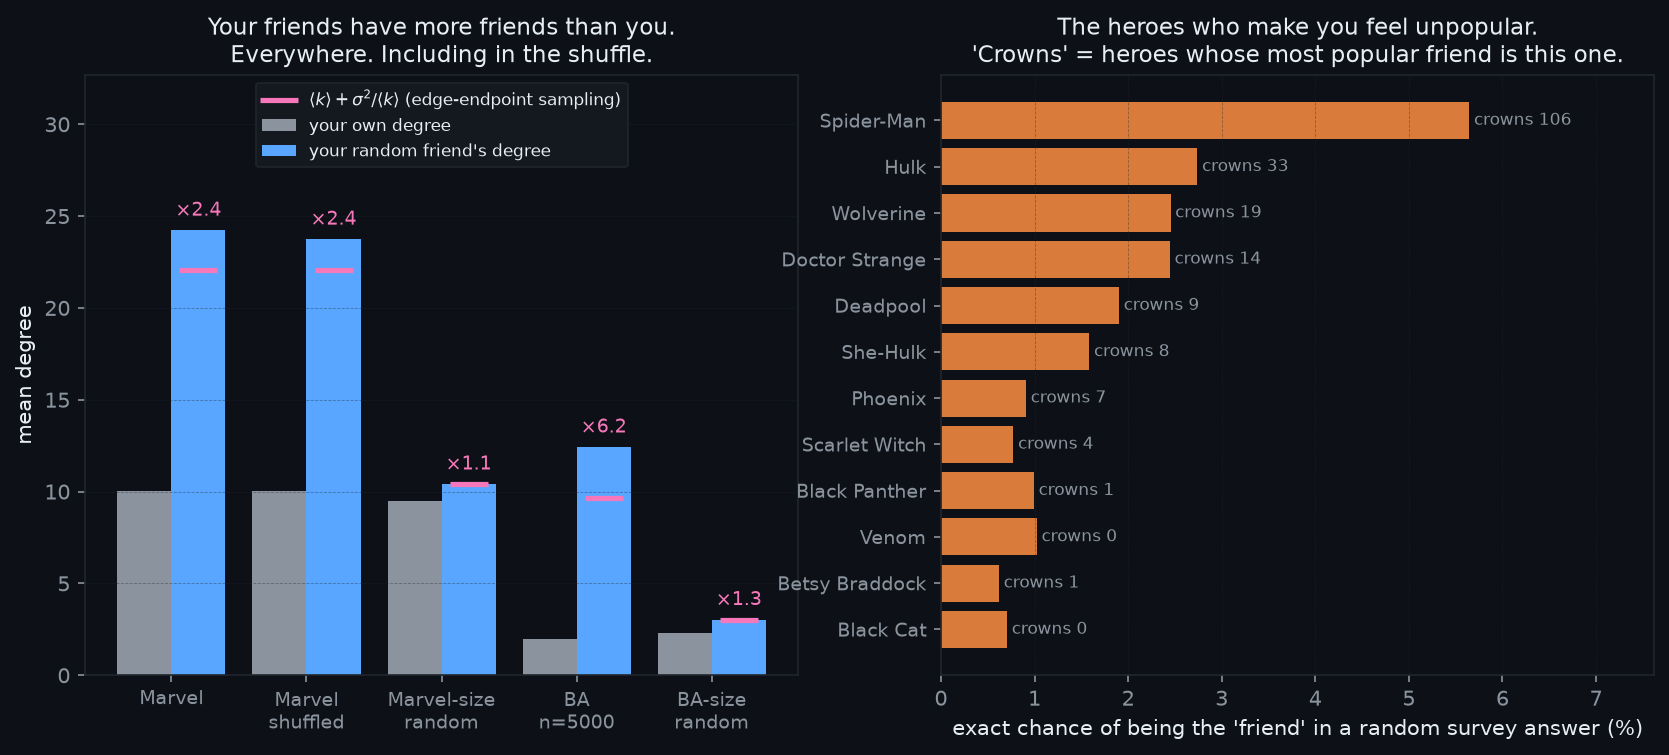 Your friends have more friends than you.
Everywhere. Including in the shuffle.
⟨k⟩ + σ²/⟨k⟩ (edge-endpoint sampling)
your own degree
your random friend's degree
mean degree
30
25
20
15
10
5
0
×2.4
×2.4
×1.1
×6.2
×1.3
Marvel
Marvel
shuffled
Marvel-size
random
BA
n=5000
BA-size
random
The heroes who make you feel unpopular.
'Crowns' = heroes whose most popular friend is this one.
Spider-Man crowns 106
Hulk crowns 33
Wolverine crowns 19
Doctor Strange crowns 14
Deadpool crowns 9
She-Hulk crowns 8
Phoenix crowns 7
Scarlet Witch crowns 4
Black Panther crowns 1
Venom crowns 0
Betsy Braddock crowns 1
Black Cat crowns 0
0 1 2 3 4 5 6 7
exact chance of being the 'friend' in a random survey answer (%)